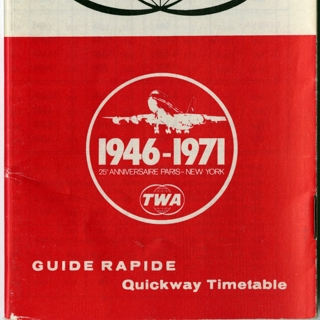 1946-1971
25e ANNIVERSAIRE PARIS-NEW YORK
TWA
GUIDE RAPIDE
Quickway Timetable